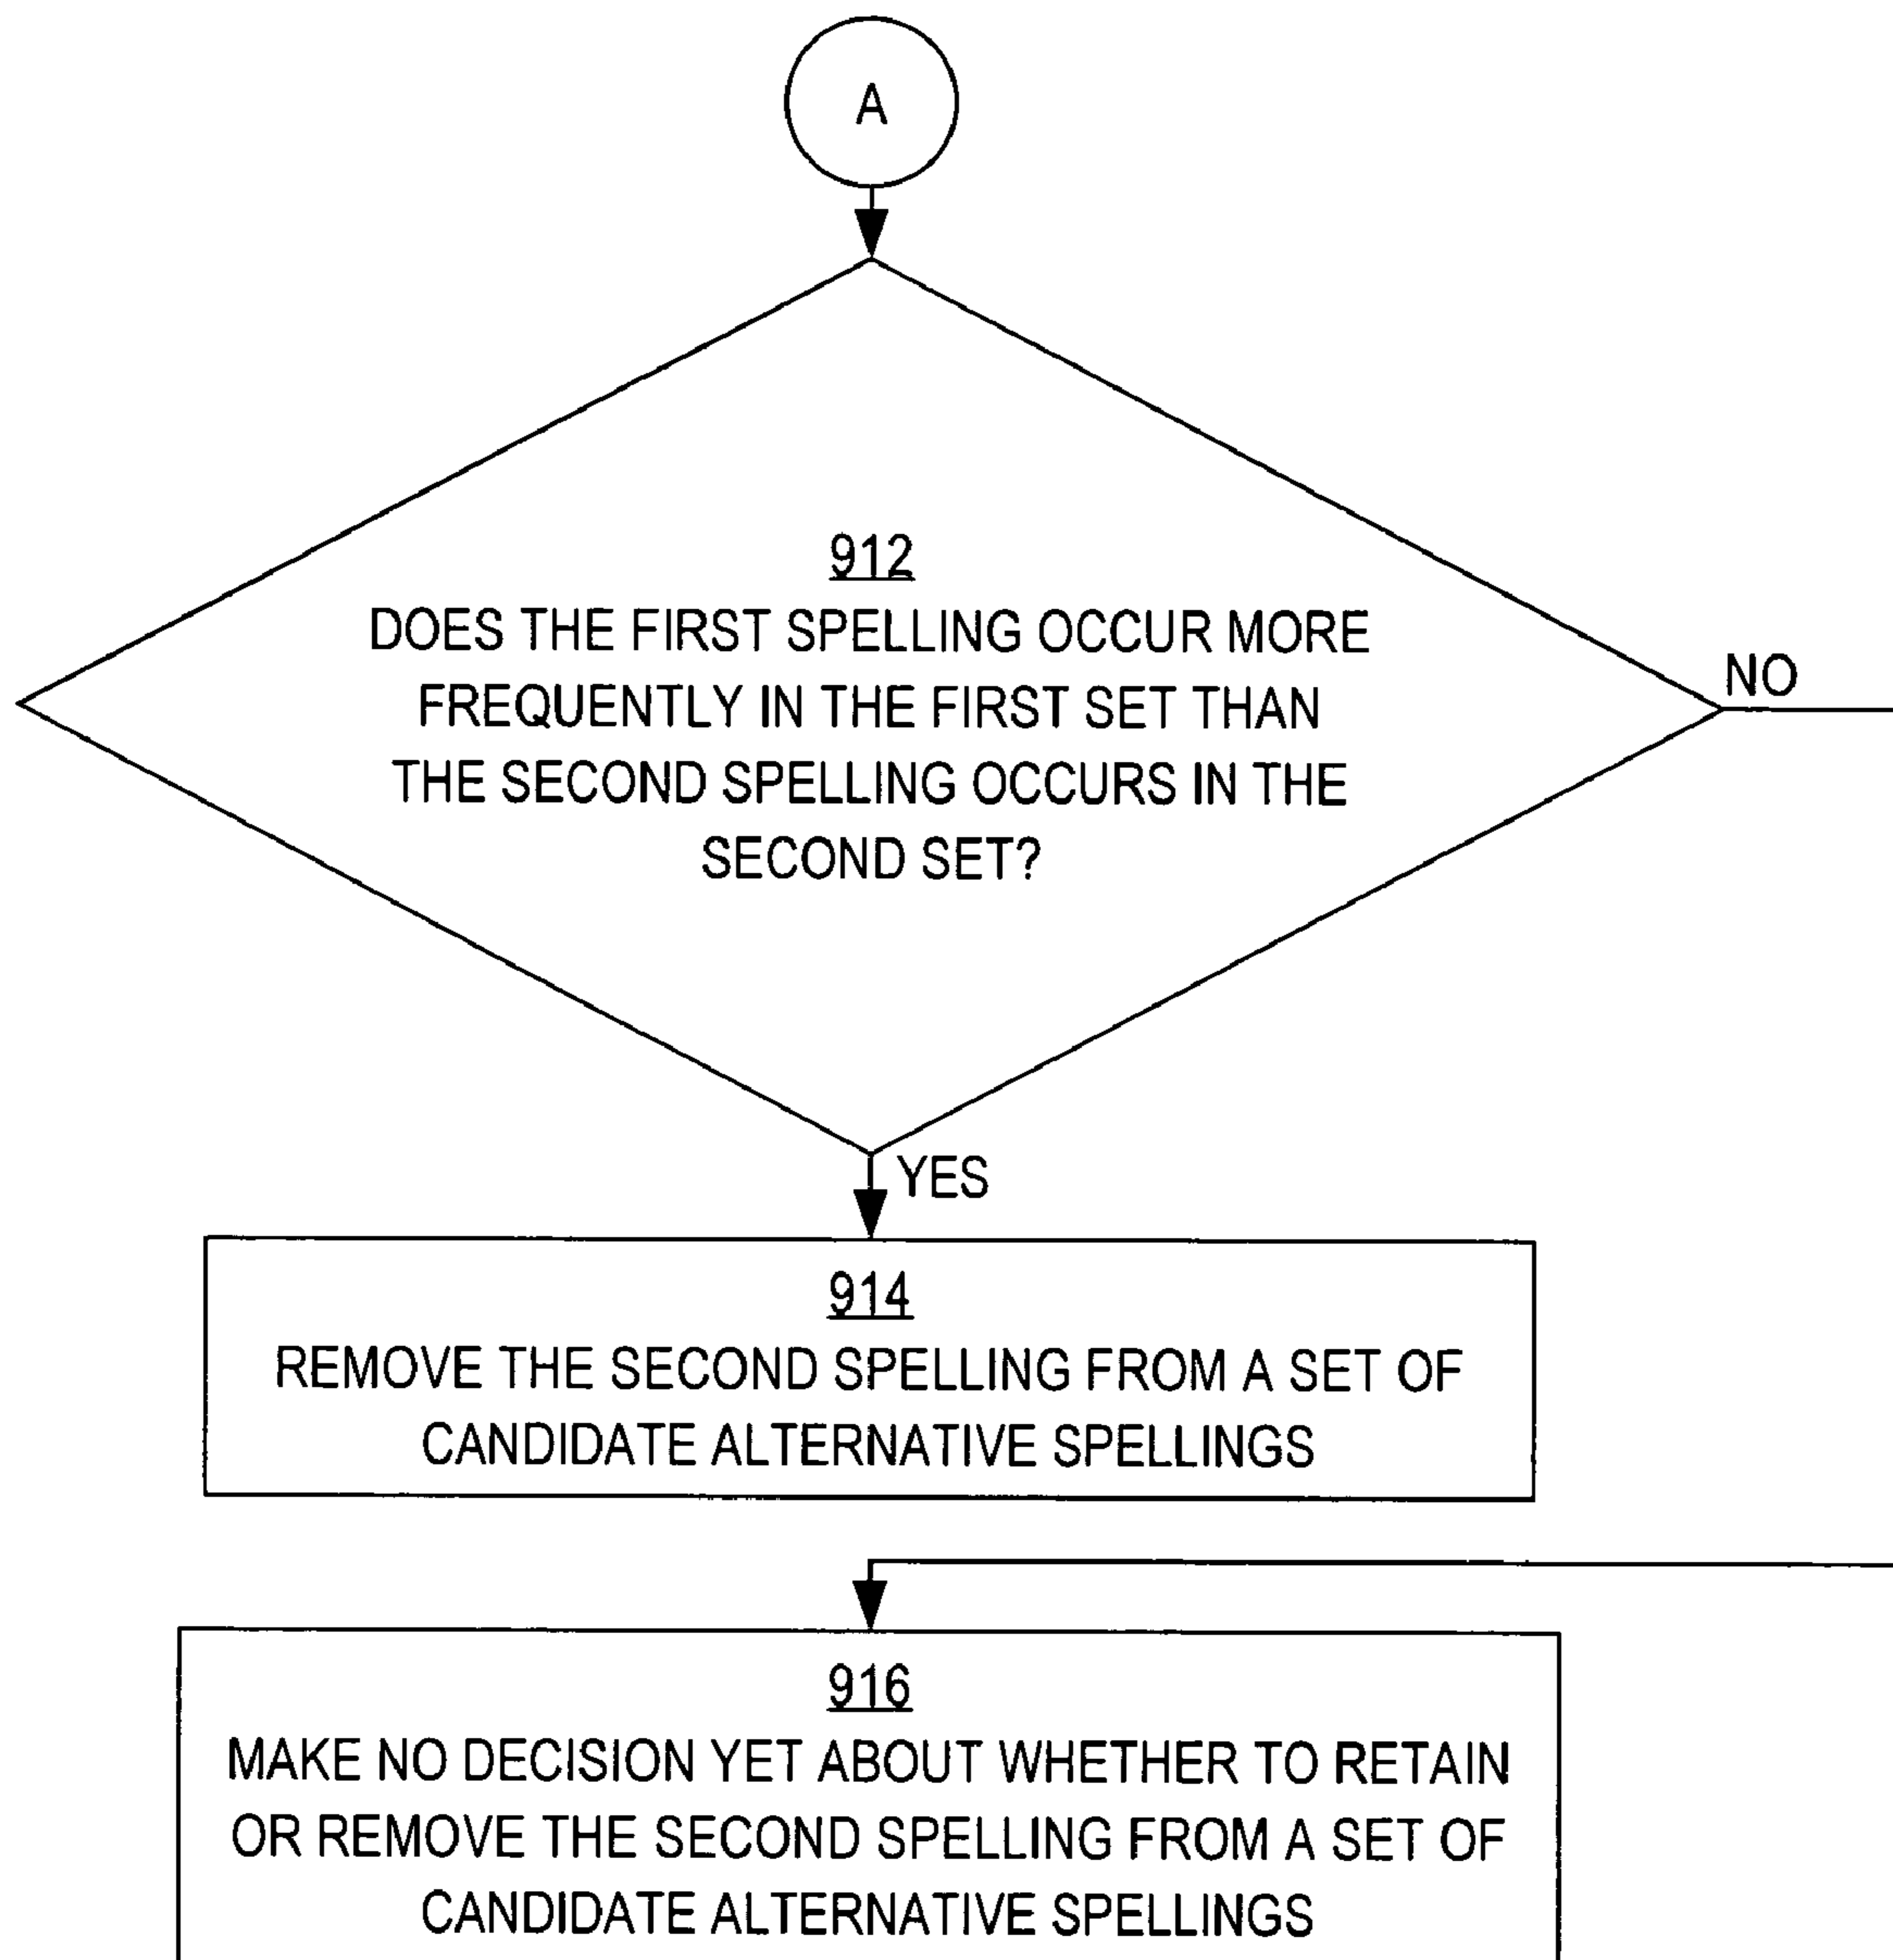 A
912
DOES THE FIRST SPELLING OCCUR MORE
FREQUENTLY IN THE FIRST SET THAN
THE SECOND SPELLING OCCURS IN THE
SECOND SET?
NO
YES
914
REMOVE THE SECOND SPELLING FROM A SET OF
CANDIDATE ALTERNATIVE SPELLINGS
916
MAKE NO DECISION YET ABOUT WHETHER TO RETAIN
OR REMOVE THE SECOND SPELLING FROM A SET OF
CANDIDATE ALTERNATIVE SPELLINGS